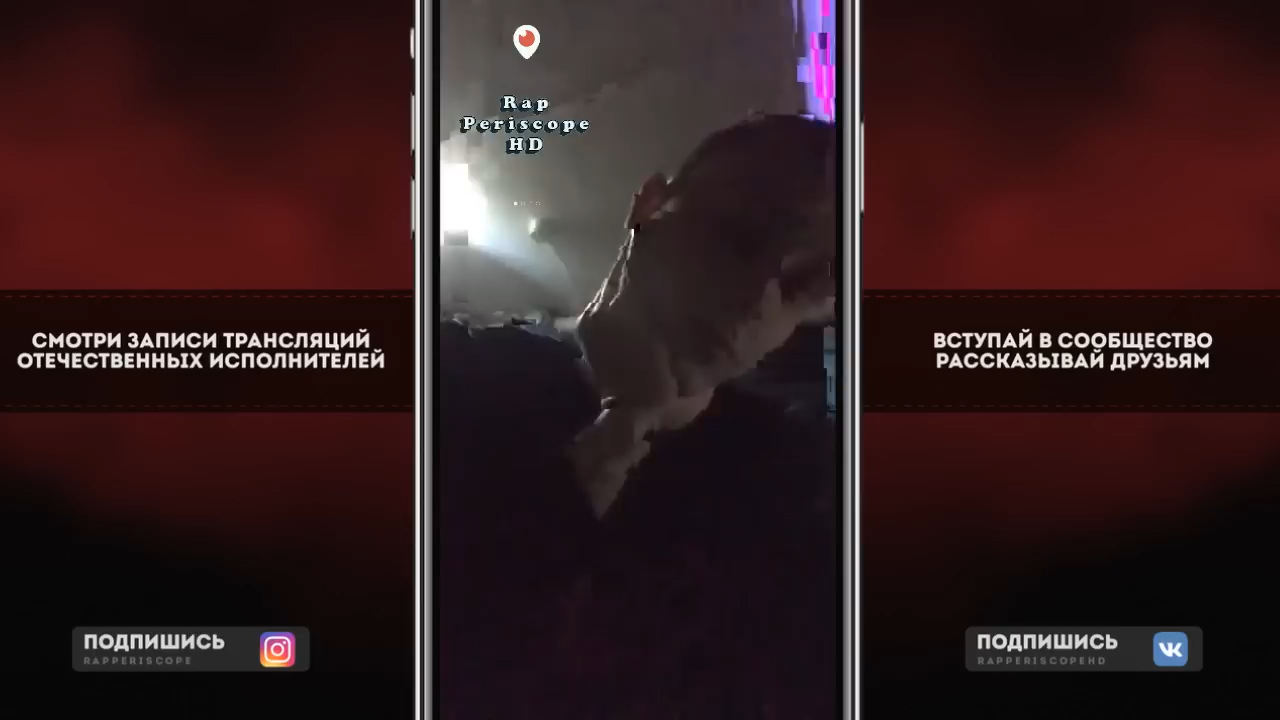 Rap
Periscope
HD
СМОТРИ ЗАПИСИ ТРАНСЛЯЦИЙ
ОТЕЧЕСТВЕННЫХ ИСПОЛНИТЕЛЕЙ
ВСТУПАЙ В СООБЩЕСТВО
РАССКАЗЫВАЙ ДРУЗЬЯМ
ПОДПИШИСЬ
RAPPERISCOPE
ПОДПИШИСЬ
RAPPERISCOPEHD